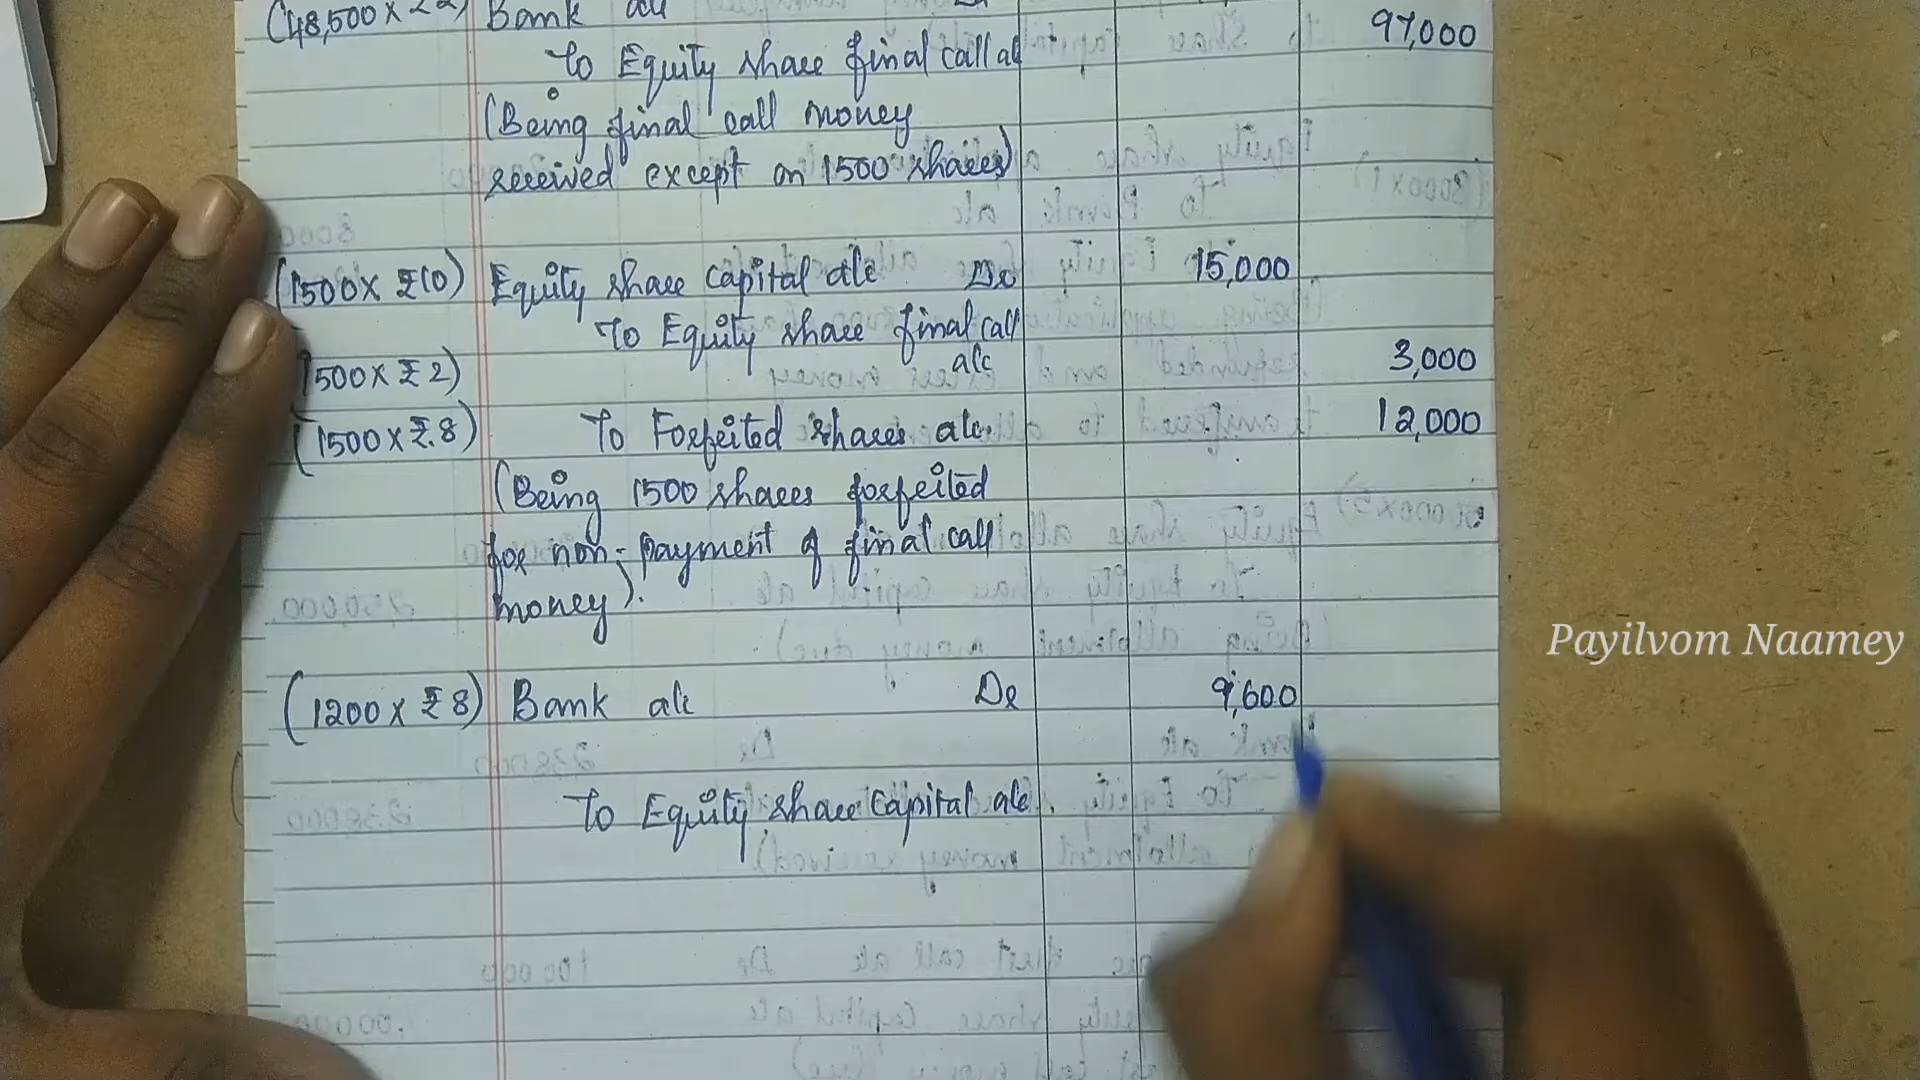 (48,500 x ₹2) Bank a/c Dr
97,000
To Equity share final call a/c
(Being final call money
received except on 1500 shares)
(1500 x ₹10) Equity share capital a/c Dr 15,000
To Equity share final call
a/c 3,000
(1500 x ₹2)
(1500 x ₹.8) To Forfeited shares a/c. 12,000
(Being 1500 shares forfeited
for non-payment of final call
money).
(1200 x ₹8) Bank a/c Dr 9,600
To Equity share capital a/c
Payilvom Naamey